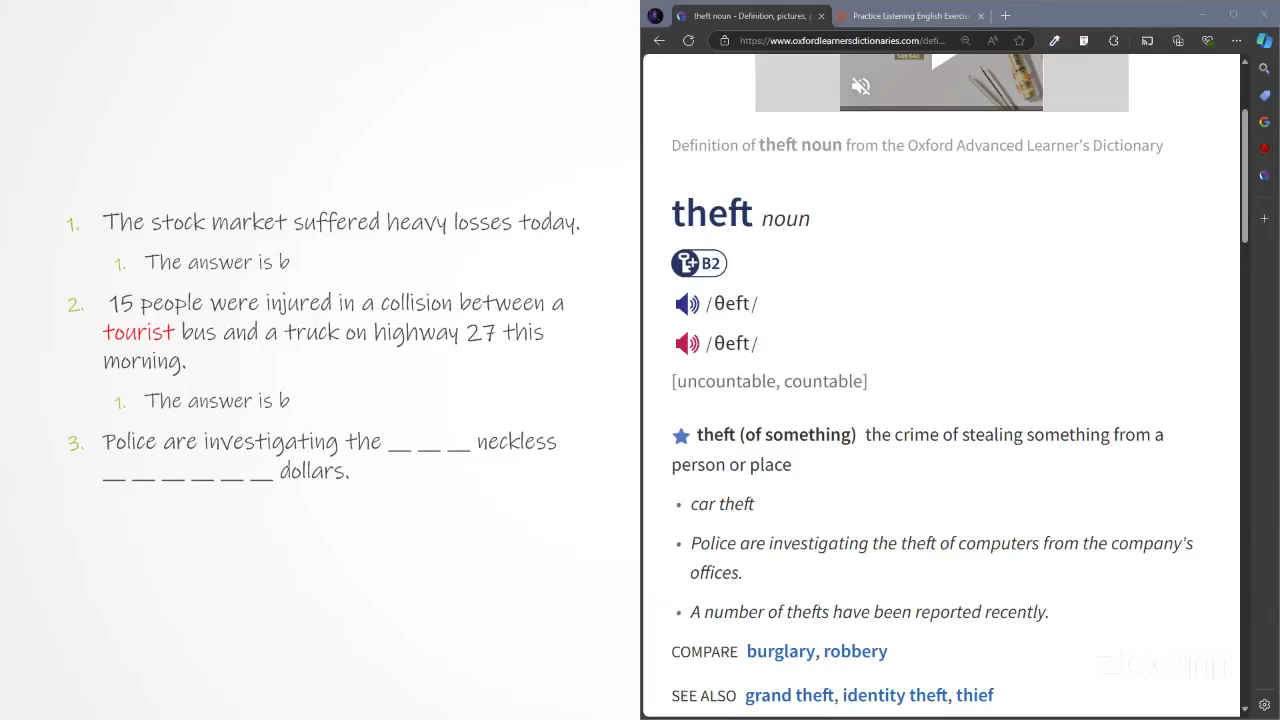 1. The stock market suffered heavy losses today.
1. The answer is b
2. 15 people were injured in a collision between a
tourist bus and a truck on highway 27 this
morning.
1. The answer is b
3. Police are investigating the __ __ __ neckless
__ __ __ __ __ __ dollars.
theft noun - Definition, pictures, p
Practice Listening English Exercis
https://www.oxfordlearnersdictionaries.com/defi...
Definition of theft noun from the Oxford Advanced Learner's Dictionary
theft noun
B2
/θeft/
/θeft/
[uncountable, countable]
theft (of something) the crime of stealing something from a
person or place
• car theft
• Police are investigating the theft of computers from the company's
offices.
• A number of thefts have been reported recently.
COMPARE burglary, robbery
zoom
SEE ALSO grand theft, identity theft, thief